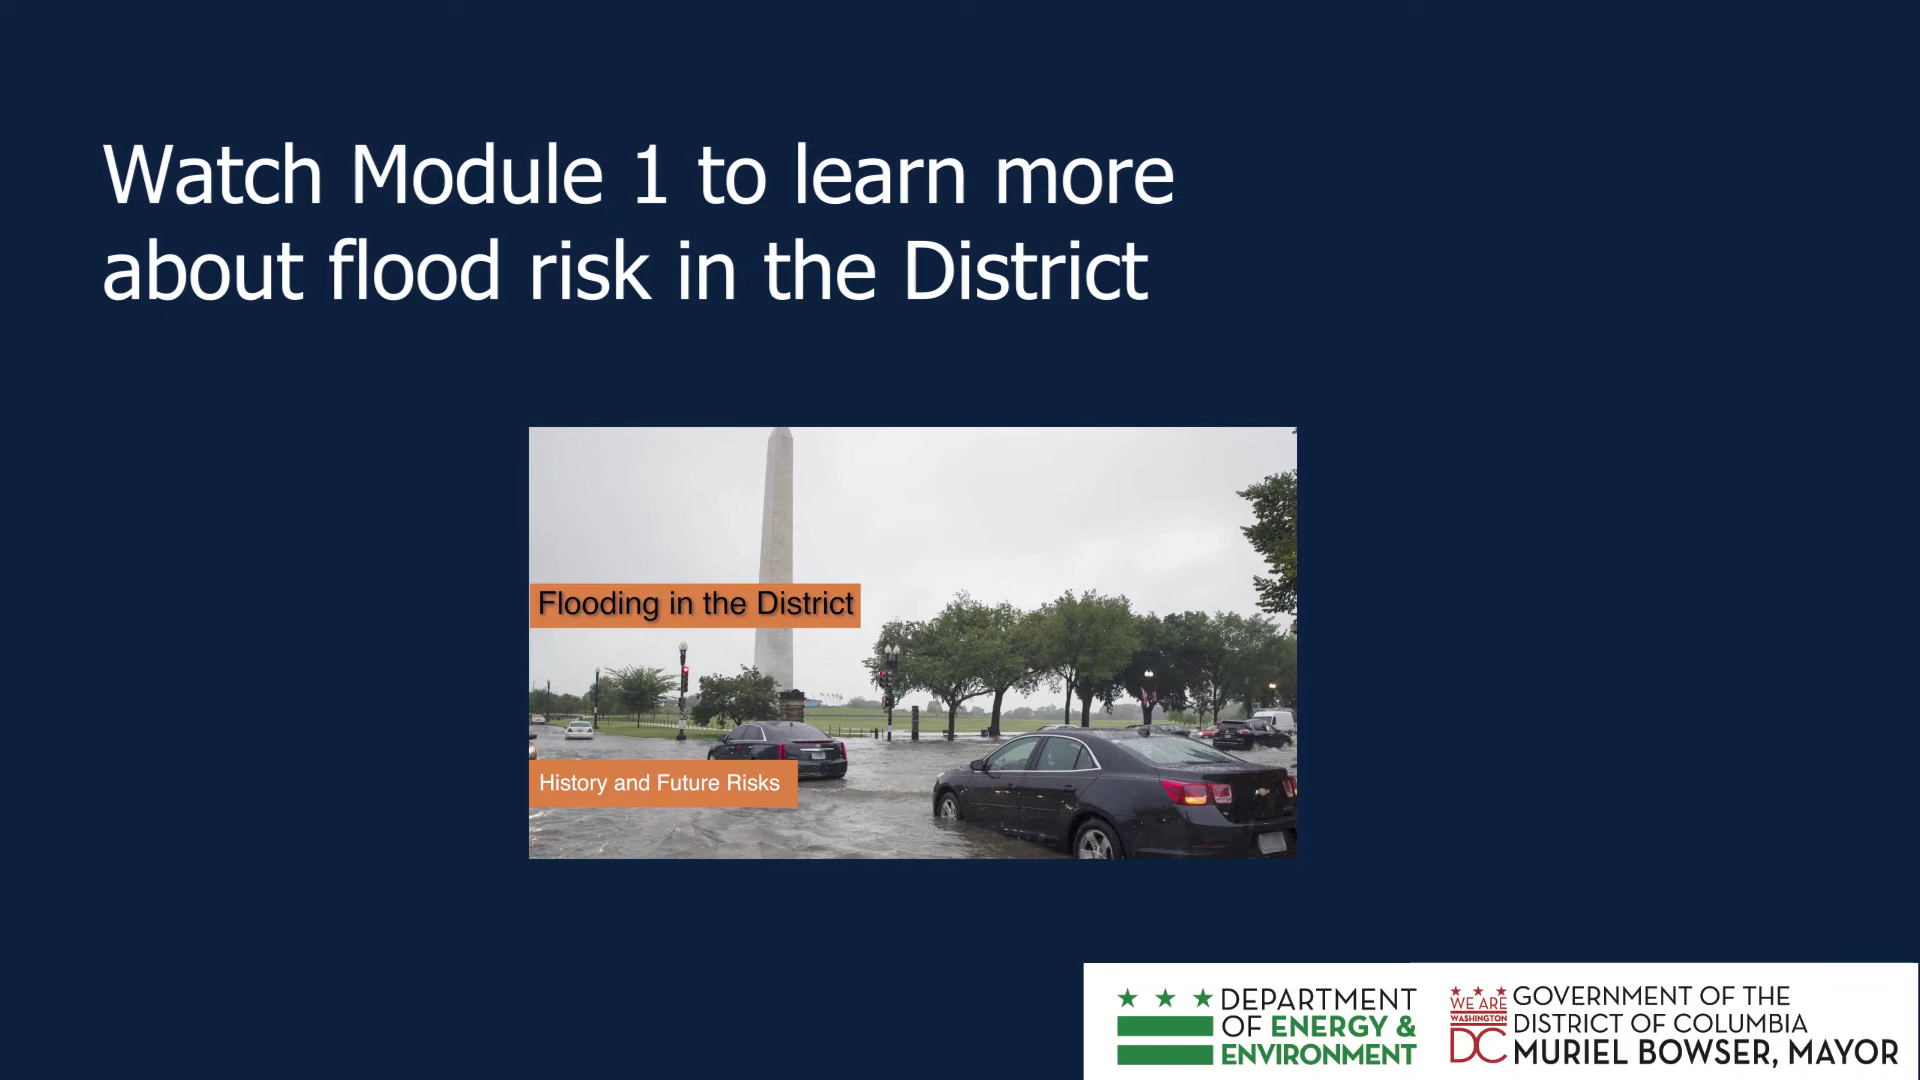 Watch Module 1 to learn more
about flood risk in the District
Flooding in the District
History and Future Risks
DEPARTMENT
OF ENERGY &
ENVIRONMENT
WE ARE
WASHINGTON
DC
GOVERNMENT OF THE
DISTRICT OF COLUMBIA
MURIEL BOWSER, MAYOR